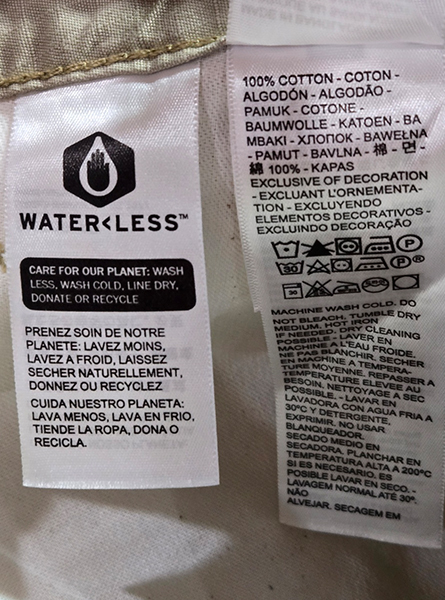 WATER<LESS™
CARE FOR OUR PLANET: WASH
LESS, WASH COLD, LINE DRY,
DONATE OR RECYCLE
PRENEZ SOIN DE NOTRE
PLANETE: LAVEZ MOINS,
LAVEZ A FROID, LAISSEZ
SECHER NATURELLEMENT,
DONNEZ OU RECYCLEZ
CUIDA NUESTRO PLANETA:
LAVA MENOS, LAVA EN FRIO,
TIENDE LA ROPA, DONA O
RECICLA.
100% COTTON - COTON -
ALGODÓN - ALGODÃO -
PAMUK - COTONE -
BAUMWOLLE - KATOEN - BA
MBAKI - ХЛОПОК - BAWEŁNA
- PAMUT - BAVLNA - 棉 - 면 -
綿 100% - KAPAS
EXCLUSIVE OF DECORATION
- EXCLUANT L'ORNEMENTA-
TION - EXCLUYENDO
ELEMENTOS DECORATIVOS -
EXCLUINDO DECORAÇÃO
P
30 P
30
MACHINE WASH COLD. DO
NOT BLEACH. TUMBLE DRY
MEDIUM. HOT IRON
IF NEEDED. DRY CLEANING
POSSIBLE - LAVER EN
MACHINE A L'EAU FROIDE.
NE PAS BLANCHIR. SECHER
EN MACHINE A TEMPERA-
TURE MOYENNE. REPASSER A
TEMPERATURE ELEVEE AU
BESOIN. NETTOYAGE A SEC
POSSIBLE. - LAVAR EN
LAVADORA CON AGUA FRIA A
30ºC Y DETERGENTE.
EXPRIMIR. NO USAR
BLANQUEADOR.
SECADO MEDIO EN
SECADORA. PLANCHAR EN
TEMPERATURA ALTA A 200ºC
SI ES NECESARIO. ES
POSIBLE LAVAR EN SECO. -
LAVAGEM NORMAL ATÉ 30º.
NÃO
ALVEJAR. SECAGEM EM